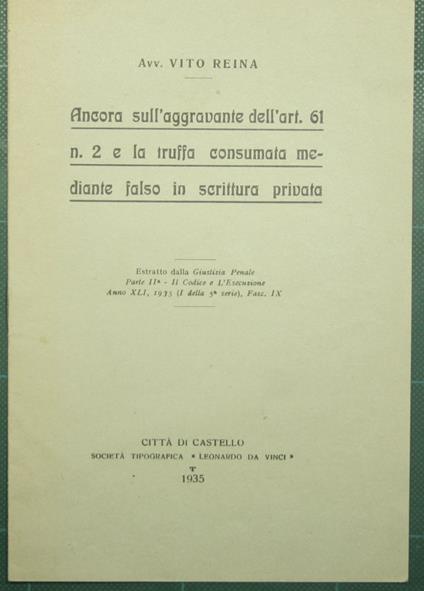 Avv. VITO REINA
Ancora sull'aggravante dell'art. 61
n. 2 e la truffa consumata me-
diante falso in scrittura privata
Estratto dalla Giustizia Penale
Parte IIª - Il Codice e L'Esecuzione
Anno XLI, 1935 (I della 5ª serie), Fasc. IX
CITTÀ DI CASTELLO
SOCIETÀ TIPOGRAFICA " LEONARDO DA VINCI "
1935